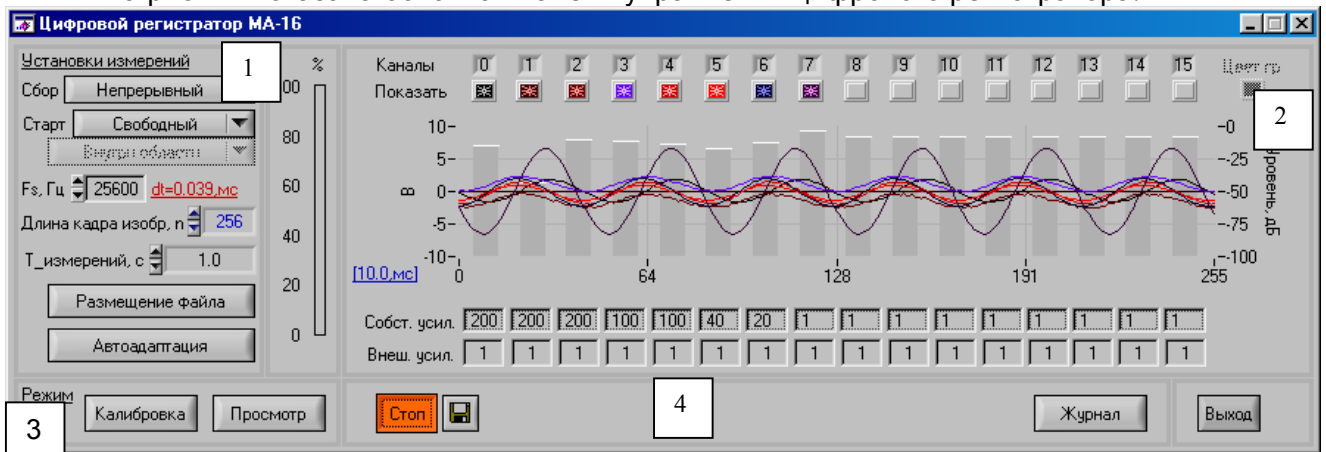 Цифровой регистратор МА-16
Установки измерений
1
Сбор Непрерывный
Старт Свободный
Внутри области
Fs, Гц 25600 dt=0.039,мс
Длина кадра изобр, n 256
Т_измерений, с 1.0
Размещение файла
Автоадаптация
%
80
60
40
20
0
Каналы 0 1 2 3 4 5 6 7 8 9 10 11 12 13 14 15 Цвет гр
Показать
2
10
5
0
-5
-10
В
0
-25
-50
-75
-100
дБ
[10.0,мс] 0 64 128 191 255
Собст. усил. 200 200 200 100 100 40 20 1 1 1 1 1 1 1 1 1
Внеш. усил. 1 1 1 1 1 1 1 1 1 1 1 1 1 1 1 1
Режим
3
Калибровка Просмотр
Стоп 4 Журнал Выход